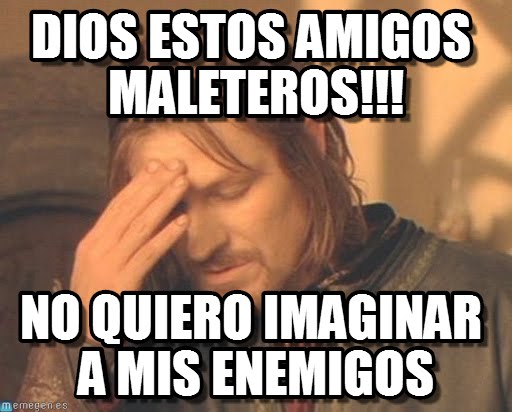 DIOS ESTOS AMIGOS
MALETEROS!!!
NO QUIERO IMAGINAR
A MIS ENEMIGOS
memegen.es